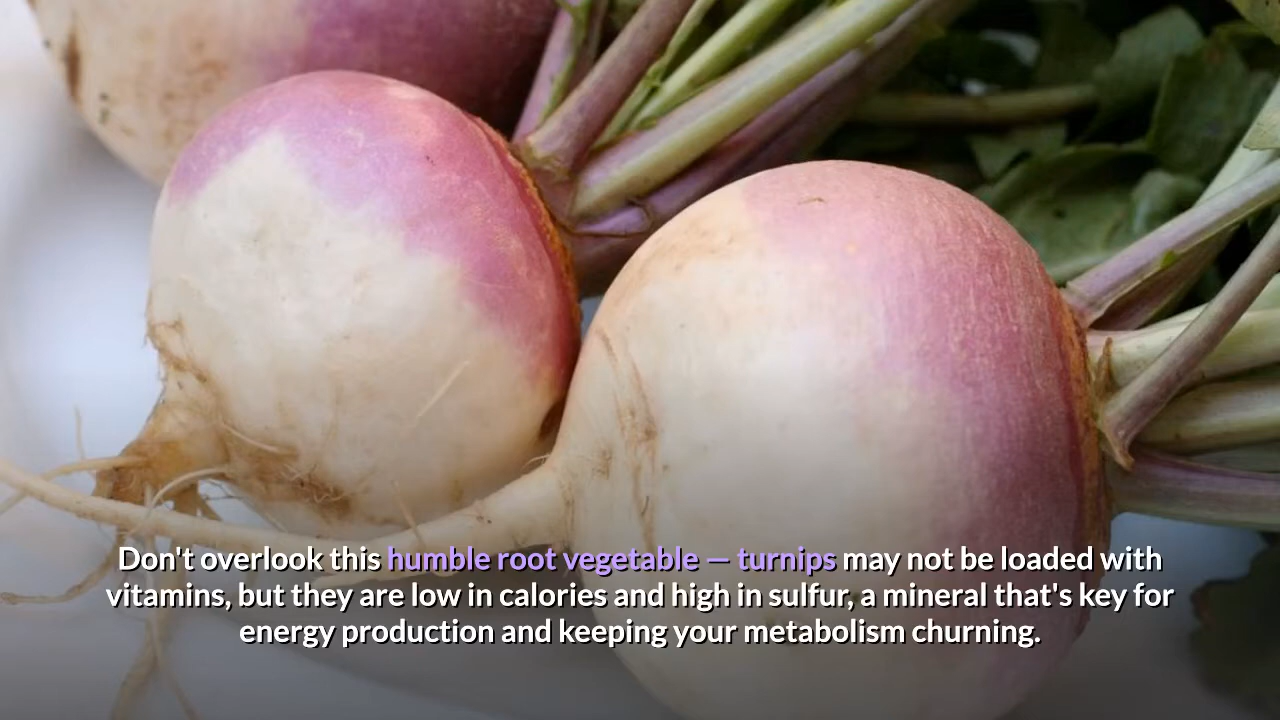 Don't overlook this humble root vegetable — turnips may not be loaded with
vitamins, but they are low in calories and high in sulfur, a mineral that's key for
energy production and keeping your metabolism churning.